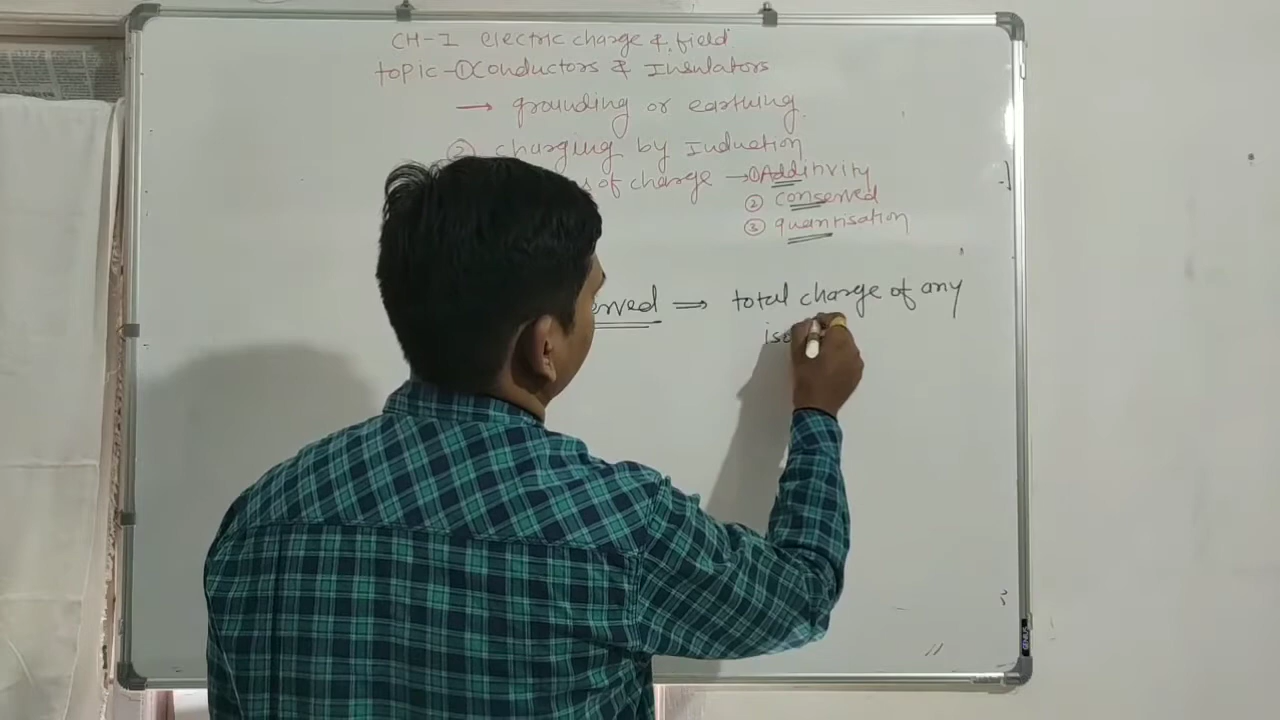 CH-I electric charge & field
topic-①Conductors & Insulators
→ grounding or earthing
② charging by Induction
of charge →①Additivity
② conserved
③ quantisation
⇒ total charge of any
GENIUS